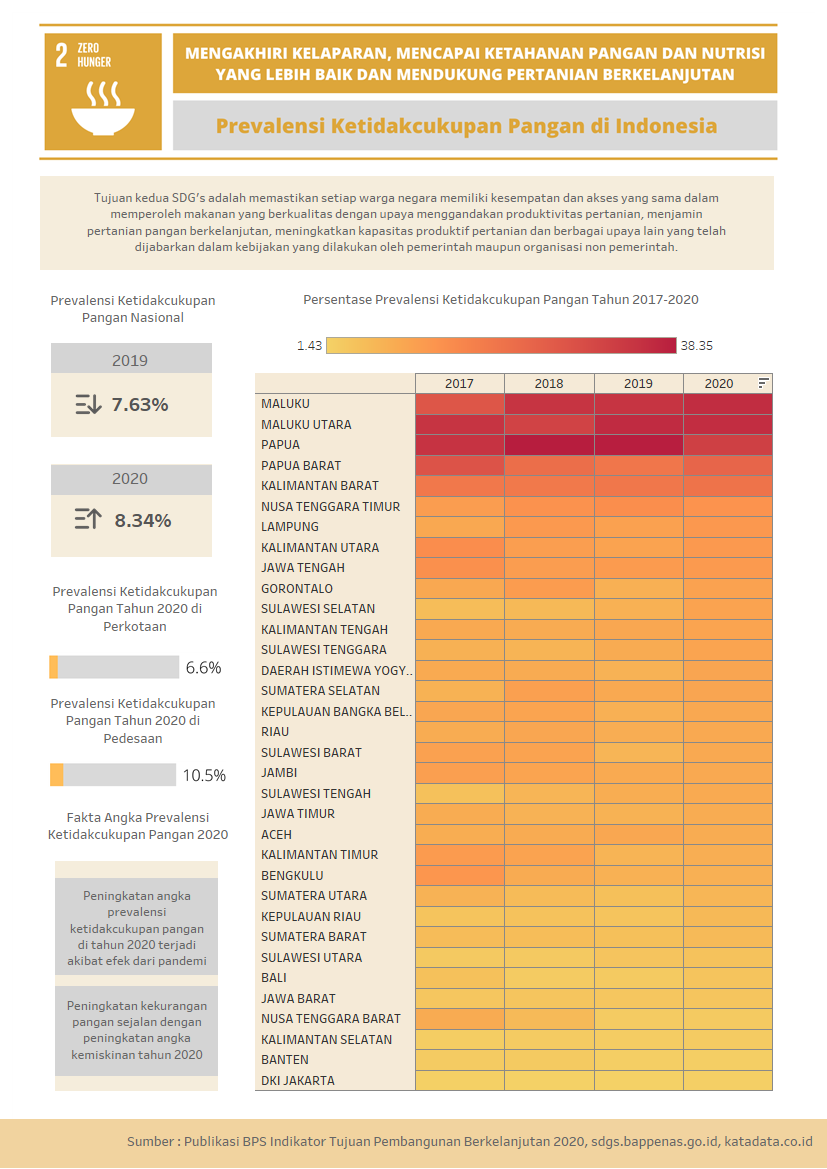 2 ZERO
HUNGER
MENGAKHIRI KELAPARAN, MENCAPAI KETAHANAN PANGAN DAN NUTRISI
YANG LEBIH BAIK DAN MENDUKUNG PERTANIAN BERKELANJUTAN
Prevalensi Ketidakcukupan Pangan di Indonesia
Tujuan kedua SDG's adalah memastikan setiap warga negara memiliki kesempatan dan akses yang sama dalam
memperoleh makanan yang berkualitas dengan upaya menggandakan produktivitas pertanian, menjamin
pertanian pangan berkelanjutan, meningkatkan kapasitas produktif pertanian dan berbagai upaya lain yang telah
dijabarkan dalam kebijakan yang dilakukan oleh pemerintah maupun organisasi non pemerintah.
Prevalensi Ketidakcukupan
Pangan Nasional
2019
7.63%
2020
8.34%
Prevalensi Ketidakcukupan
Pangan Tahun 2020 di
Perkotaan
6.6%
Prevalensi Ketidakcukupan
Pangan Tahun 2020 di
Pedesaan
10.5%
Fakta Angka Prevalensi
Ketidakcukupan Pangan 2020
Peningkatan angka
prevalensi
ketidakcukupan pangan
di tahun 2020 terjadi
akibat efek dari pandemi
Peningkatan kekurangan
pangan sejalan dengan
peningkatan angka
kemiskinan tahun 2020
Persentase Prevalensi Ketidakcukupan Pangan Tahun 2017-2020
1.43 38.35
2017 2018 2019 2020
MALUKU
MALUKU UTARA
PAPUA
PAPUA BARAT
KALIMANTAN BARAT
NUSA TENGGARA TIMUR
LAMPUNG
KALIMANTAN UTARA
JAWA TENGAH
GORONTALO
SULAWESI SELATAN
KALIMANTAN TENGAH
SULAWESI TENGGARA
DAERAH ISTIMEWA YOGY..
SUMATERA SELATAN
KEPULAUAN BANGKA BEL..
RIAU
SULAWESI BARAT
JAMBI
SULAWESI TENGAH
JAWA TIMUR
ACEH
KALIMANTAN TIMUR
BENGKULU
SUMATERA UTARA
KEPULAUAN RIAU
SUMATERA BARAT
SULAWESI UTARA
BALI
JAWA BARAT
NUSA TENGGARA BARAT
KALIMANTAN SELATAN
BANTEN
DKI JAKARTA
Sumber : Publikasi BPS Indikator Tujuan Pembangunan Berkelanjutan 2020, sdgs.bappenas.go.id, katadata.co.id